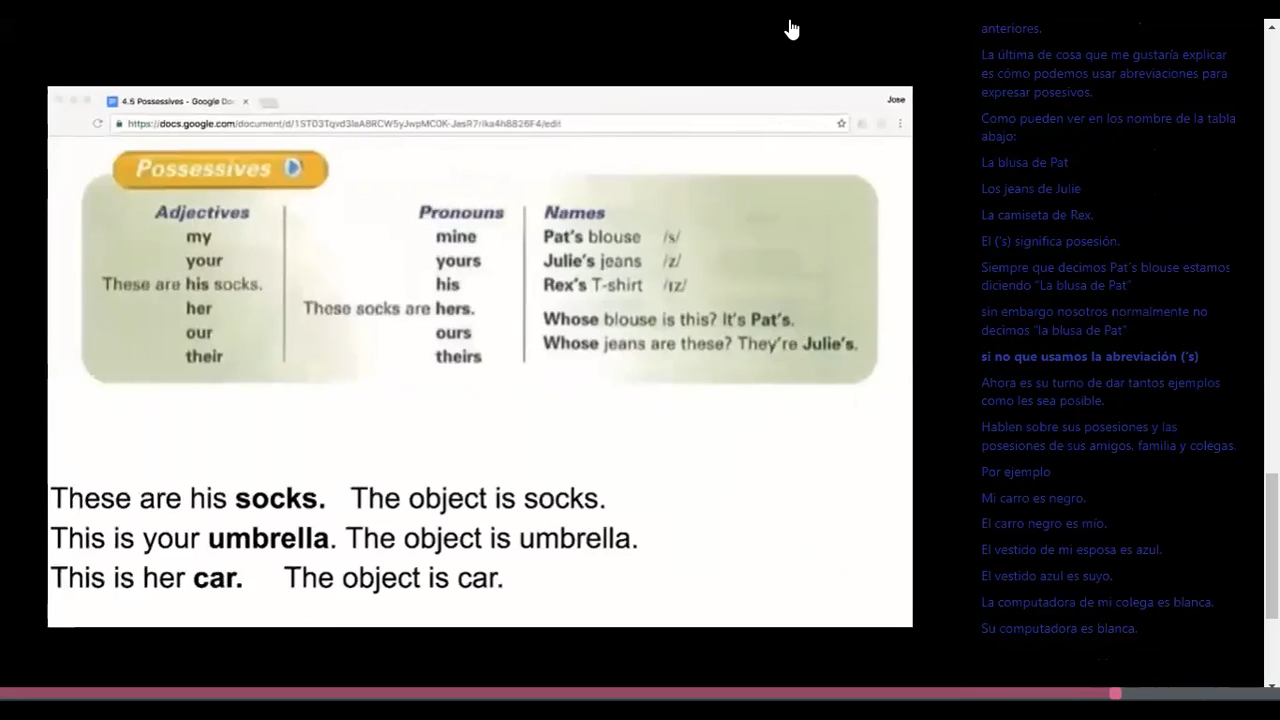 4.5 Possessives - Google Do
Jose
Possessives
Adjectives
my
your
These are his socks.
her
our
their
Pronouns
mine
yours
his
These socks are hers.
ours
theirs
Names
Pat's blouse /s/
Julie's jeans /z/
Rex's T-shirt /ɪz/
Whose blouse is this? It's Pat's.
Whose jeans are these? They're Julie's.
These are his socks. The object is socks.
This is your umbrella. The object is umbrella.
This is her car. The object is car.
anteriores.
La última de cosa que me gustaría explicar
es cómo podemos usar abreviaciones para
expresar posesivos.
Como pueden ver en los nombre de la tabla
abajo:
La blusa de Pat
Los jeans de Julie
La camiseta de Rex.
El ('s) significa posesión.
Siempre que decimos Pat´s blouse estamos
diciendo “La blusa de Pat”
sin embargo nosotros normalmente no
decimos “la blusa de Pat”
si no que usamos la abreviación ('s)
Ahora es su turno de dar tantos ejemplos
como les sea posible.
Hablen sobre sus posesiones y las
posesiones de sus amigos, familia y colegas.
Por ejemplo
Mi carro es negro.
El carro negro es mío.
El vestido de mi esposa es azul.
El vestido azul es suyo.
La computadora de mi colega es blanca.
Su computadora es blanca.